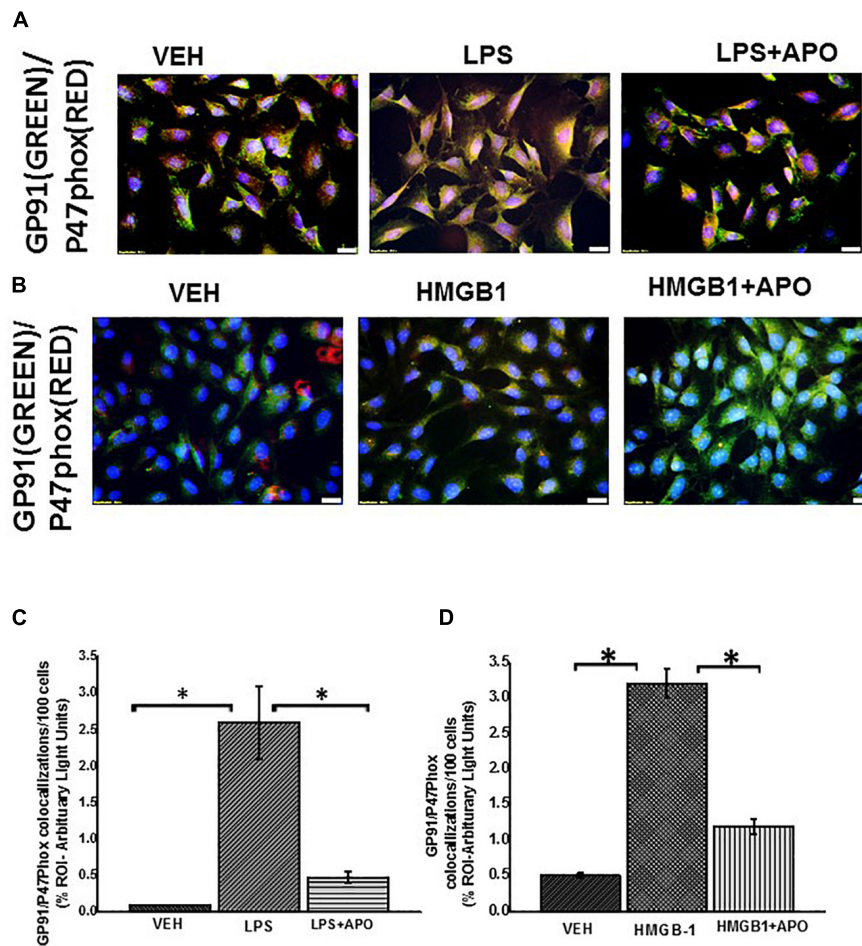 A
VEH
LPS
LPS+APO
GP91(GREEN)/
P47phox(RED)
B
VEH
HMGB1
HMGB1+APO
GP91(GREEN)/
P47phox(RED)
C
GP91/P47Phox colocallizations/100 cells
(% ROI- Arbituary Light Units)
3.5
3.0
2.5
2.0
1.5
1.0
0.5
0.0
*
*
VEH
LPS
LPS+APO
D
GP91/P47Phox
colocallizations/100 cells
(% ROI-Arbiturary Light Units)
3.5
3.0
2.5
2.0
1.5
1.0
0.5
0.0
*
*
VEH
HMGB-1
HMGB1+APO